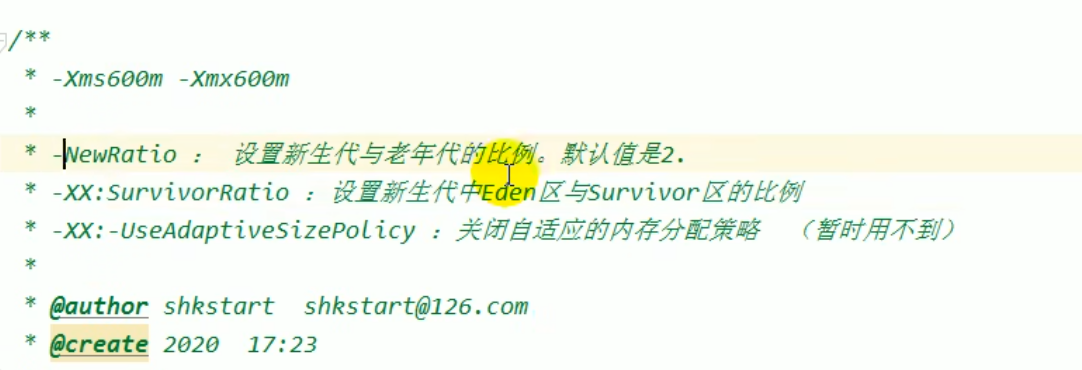 /**
* -Xms600m -Xmx600m
*
* -NewRatio ： 设置新生代与老年代的比例。默认值是2.
* -XX:SurvivorRatio ：设置新生代中Eden区与Survivor区的比例
* -XX:-UseAdaptiveSizePolicy ：关闭自适应的内存分配策略 （暂时用不到）
*
* @author shkstart shkstart@126.com
* @create 2020 17:23